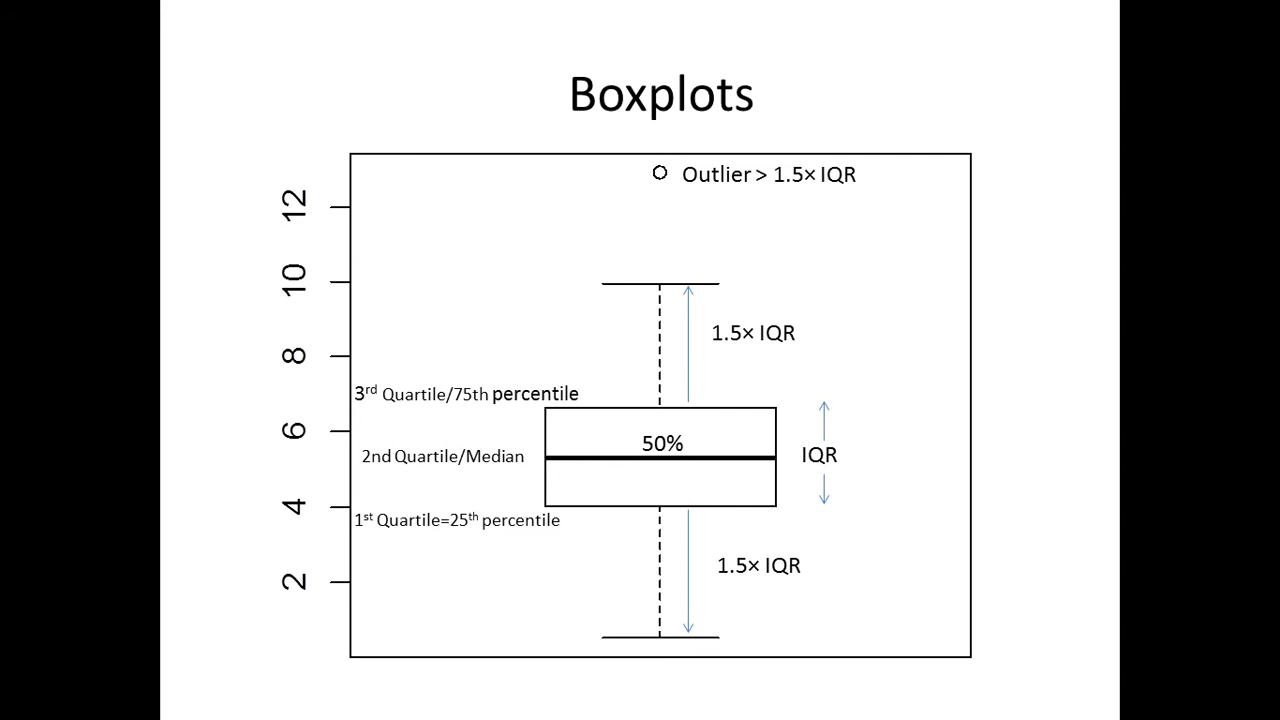 Boxplots
Outlier > 1.5× IQR
12
10
1.5× IQR
8
3rd Quartile/75th percentile
6
50%
2nd Quartile/Median
IQR
4
1st Quartile=25th percentile
1.5× IQR
2